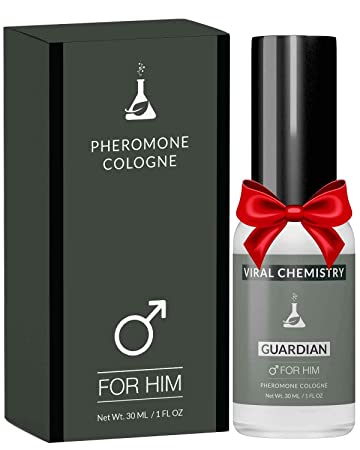 PHEROMONE
COLOGNE
FOR HIM
Net Wt. 30 ML / 1 FL OZ
VIRAL CHEMISTRY
GUARDIAN
♂ FOR HIM
PHEROMONE COLOGNE
Net Wt. 30 ML / 1 FL OZ